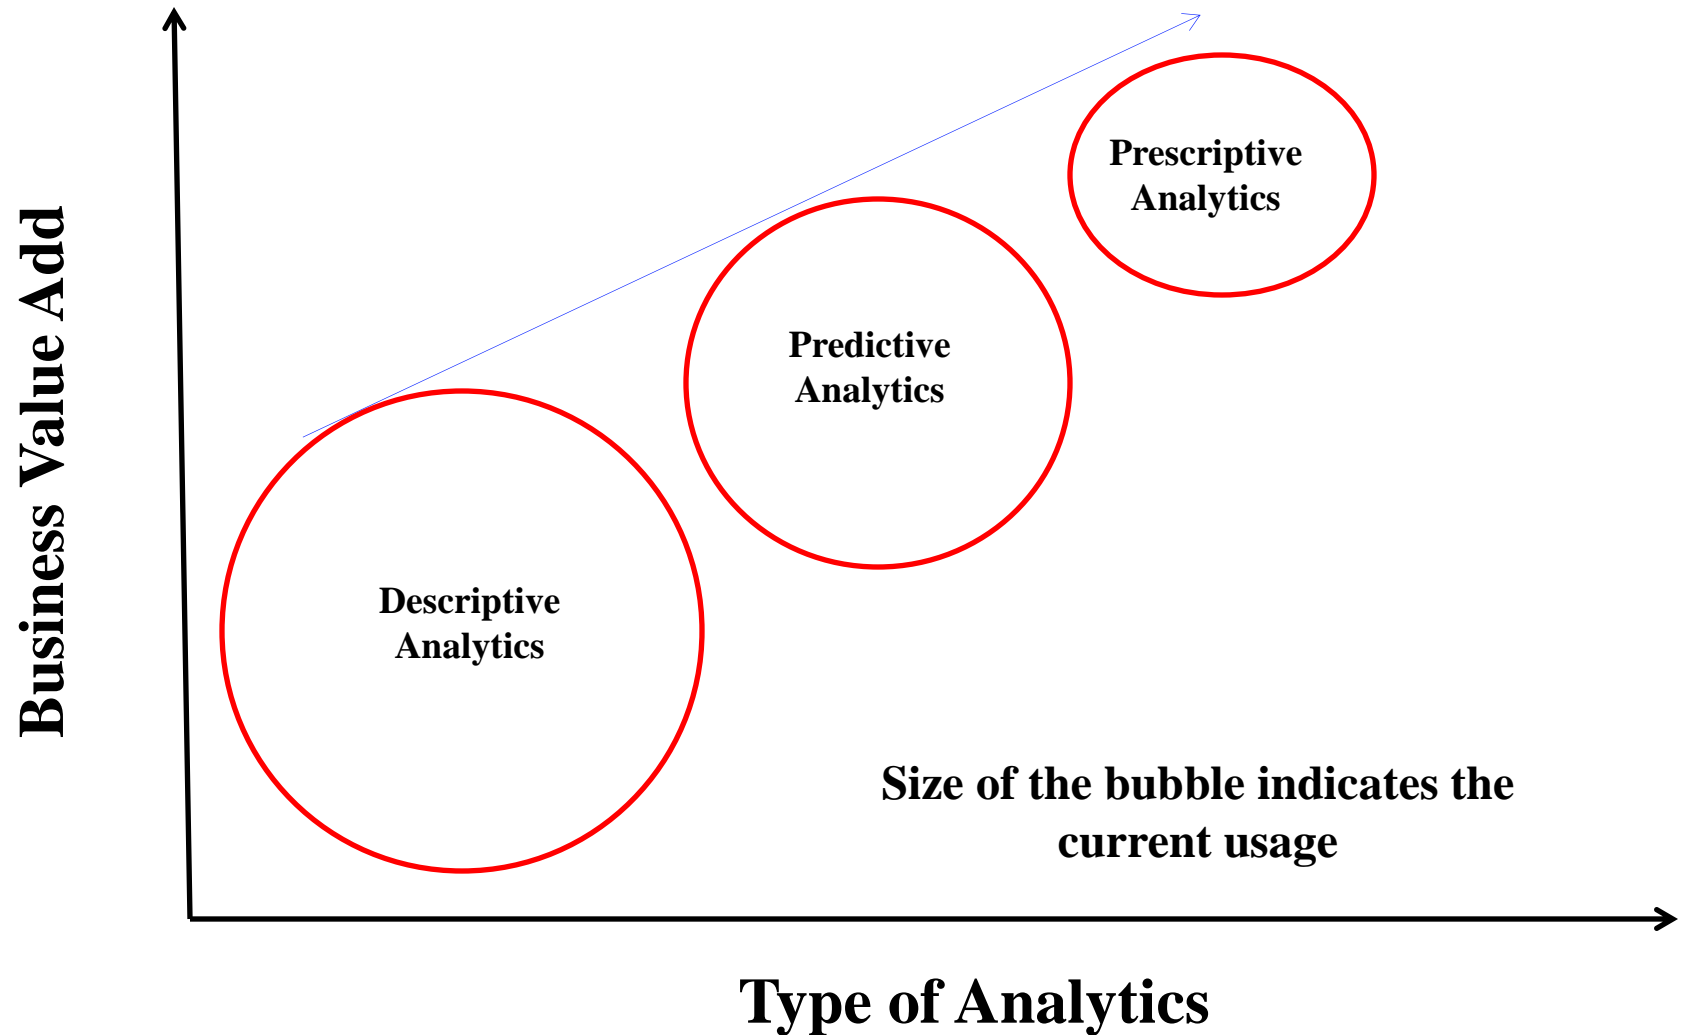 Business Value Add
Prescriptive
Analytics
Predictive
Analytics
Descriptive
Analytics
Size of the bubble indicates the
current usage
Type of Analytics